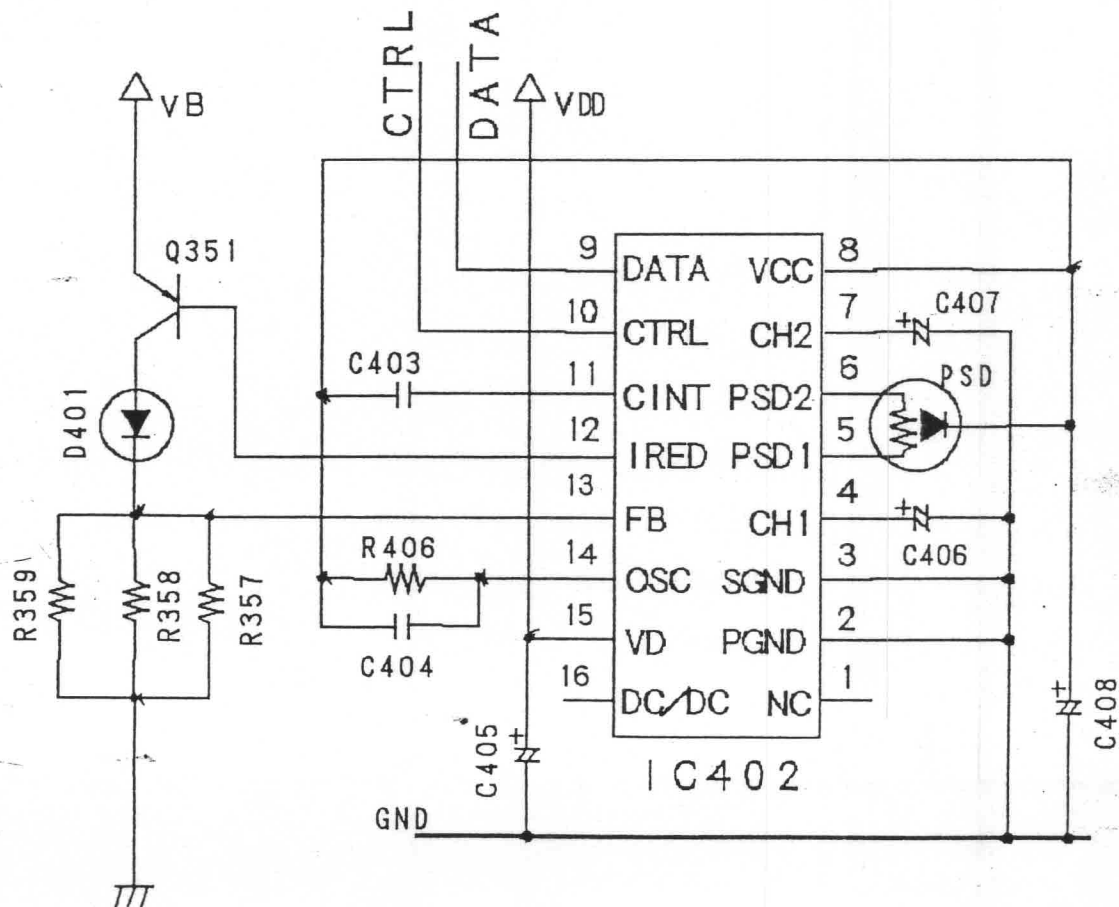 CTRL
DATA
VB
VDD
Q351
9
DATA
VCC
8
10
CTRL
CH2
7
+
C407
C403
11
CINT
PSD2
6
PSD
D401
12
IRED
PSD1
5
13
FB
CH1
4
+
C406
R406
14
OSC
SGND
3
R359
R358
R357
15
VD
PGND
2
C404
16
DC/DC
NC
1
+
C408
C405
+
IC402
GND